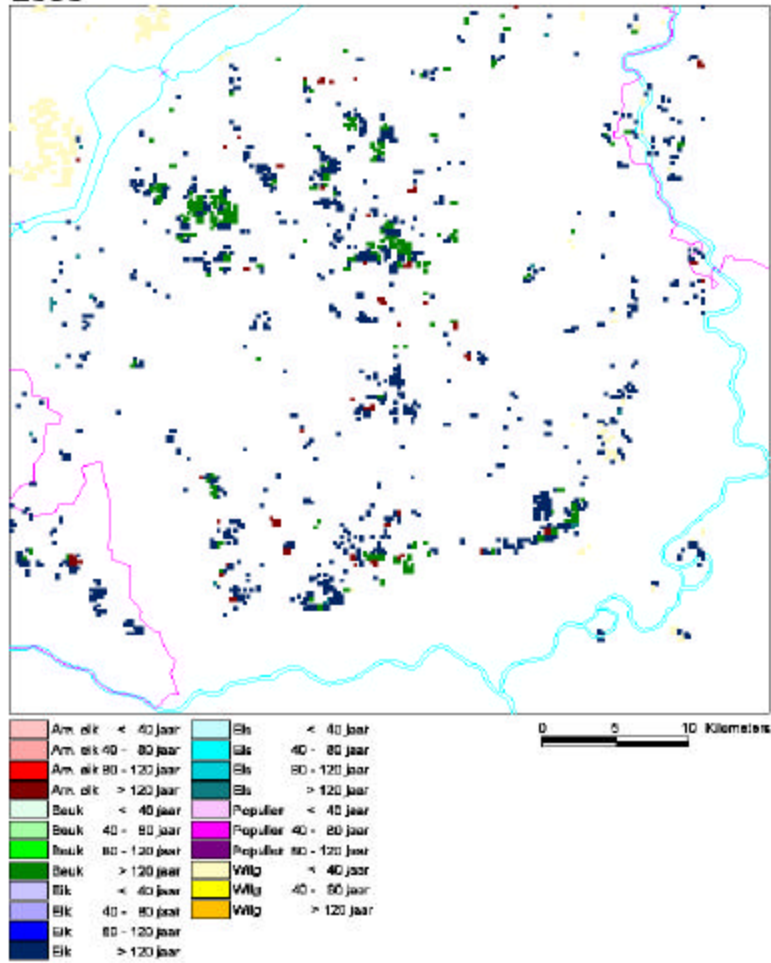 Am. eik < 40 jaar
Am. eik 40 - 80 jaar
Am. eik 80 - 120 jaar
Am. eik > 120 jaar
Beuk < 40 jaar
Beuk 40 - 80 jaar
Beuk 80 - 120 jaar
Beuk > 120 jaar
Eik < 40 jaar
Eik 40 - 80 jaar
Eik 80 - 120 jaar
Eik > 120 jaar
Els < 40 jaar
Els 40 - 80 jaar
Els 80 - 120 jaar
Els > 120 jaar
Populier < 40 jaar
Populier 40 - 80 jaar
Populier 80 - 120 jaar
Wilg < 40 jaar
Wilg 40 - 80 jaar
Wilg > 120 jaar
0 5 10 Kilometers